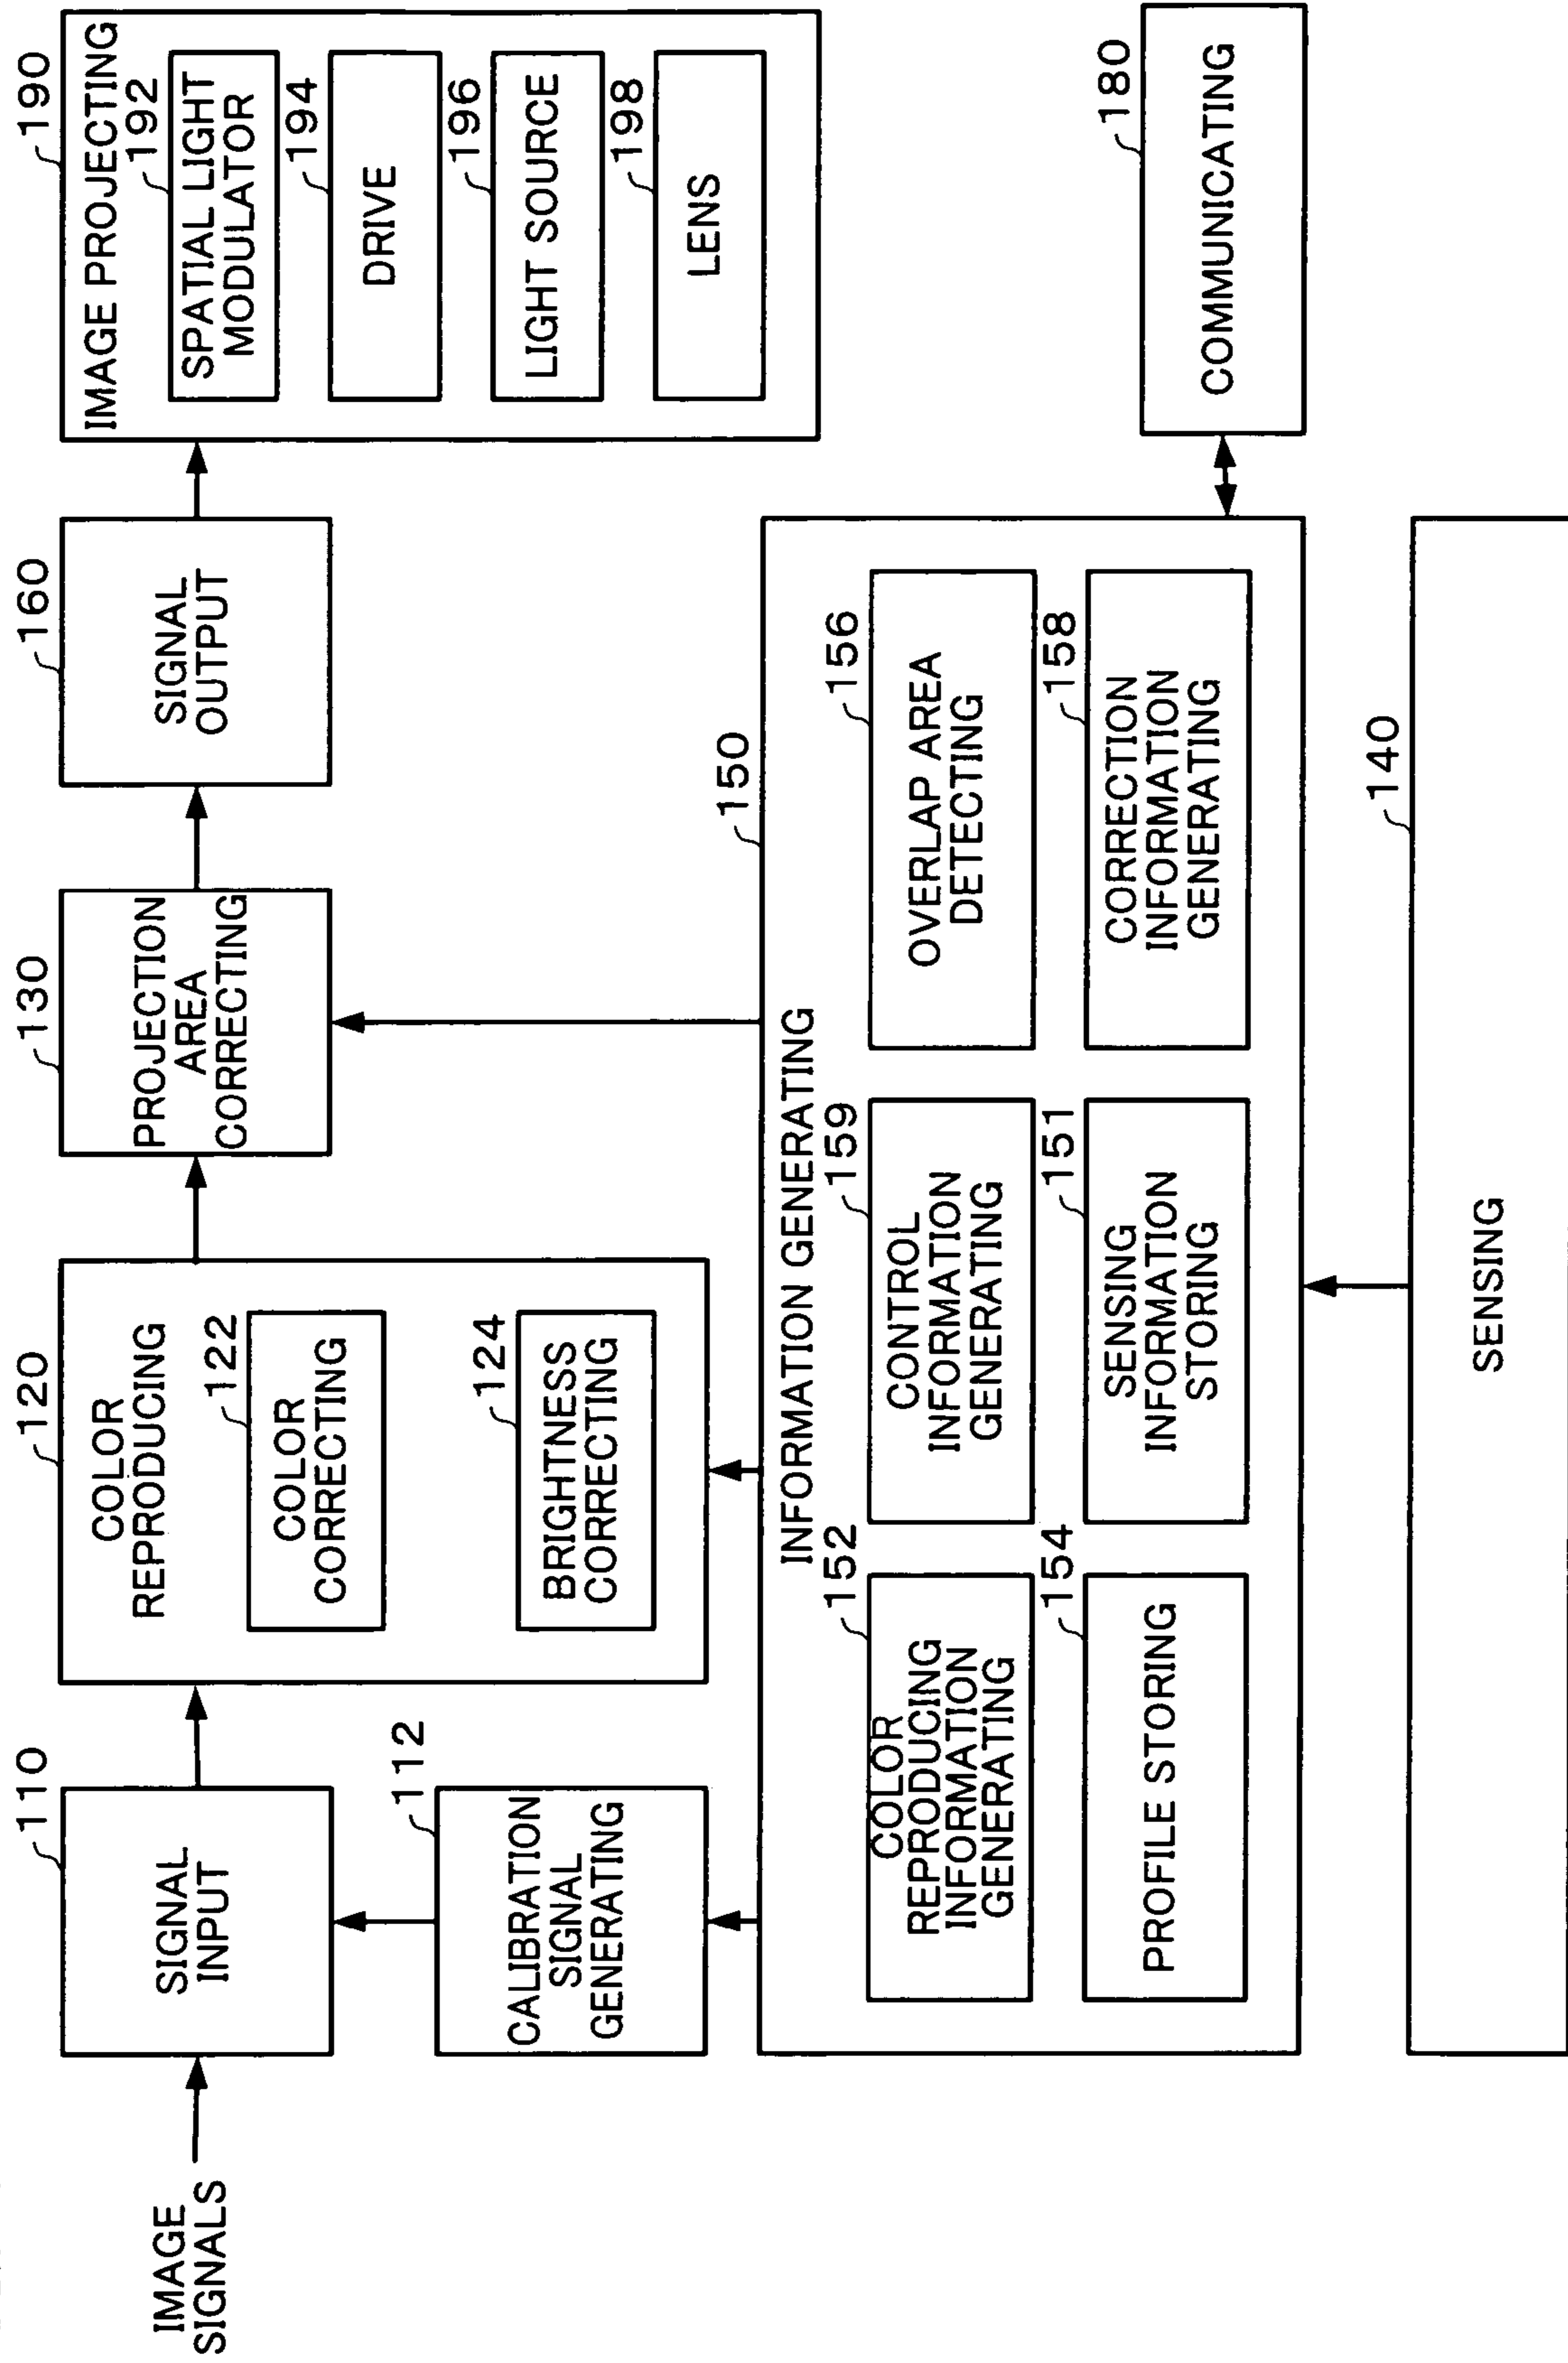 IMAGE
SIGNALS
110
SIGNAL
INPUT
112
CALIBRATION
SIGNAL
GENERATING
120
COLOR
REPRODUCING
122
COLOR
CORRECTING
124
BRIGHTNESS
CORRECTING
130
PROJECTION
AREA
CORRECTING
160
SIGNAL
OUTPUT
190
IMAGE PROJECTING
192
SPATIAL LIGHT
MODULATOR
194
DRIVE
196
LIGHT SOURCE
198
LENS
150
INFORMATION GENERATING
152
COLOR
REPRODUCING
INFORMATION
GENERATING
159
CONTROL
INFORMATION
GENERATING
156
OVERLAP AREA
DETECTING
154
PROFILE STORING
151
SENSING
INFORMATION
STORING
158
CORRECTION
INFORMATION
GENERATING
180
COMMUNICATING
140
SENSING